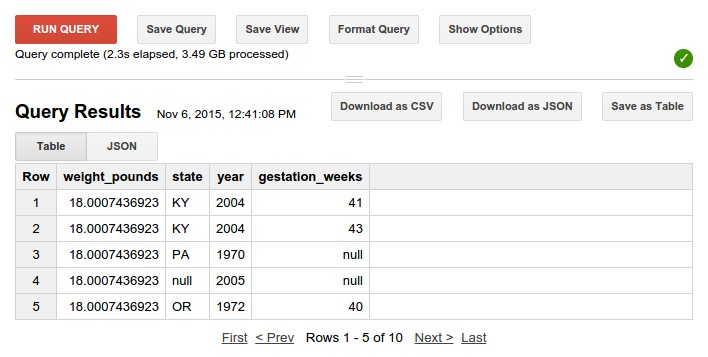 RUN QUERY Save Query Save View Format Query Show Options
Query complete (2.3s elapsed, 3.49 GB processed)
Query Results Nov 6, 2015, 12:41:08 PM Download as CSV Download as JSON Save as Table
Table JSON
Row weight_pounds state year gestation_weeks
1 18.0007436923 KY 2004 41
2 18.0007436923 KY 2004 43
3 18.0007436923 PA 1970 null
4 18.0007436923 null 2005 null
5 18.0007436923 OR 1972 40
First < Prev Rows 1 - 5 of 10 Next > Last